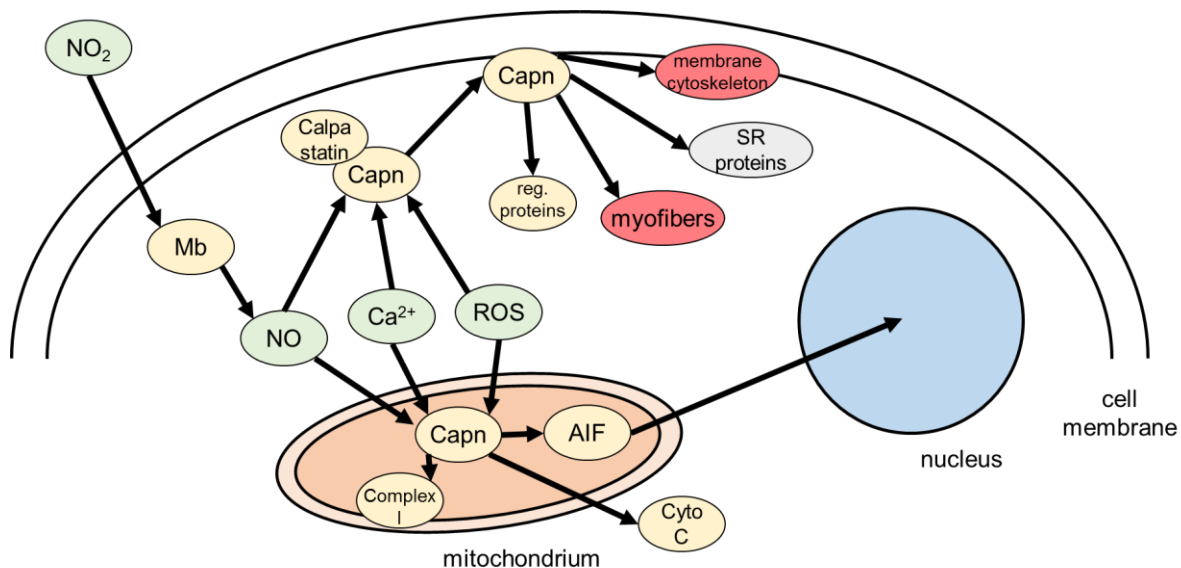 NO2
Capn
membrane
cytoskeleton
Calpa
statin
Capn
SR
proteins
reg.
proteins
myofibers
Mb
NO
Ca2+
ROS
Capn
AIF
Complex
I
Cyto
C
mitochondrium
nucleus
cell
membrane